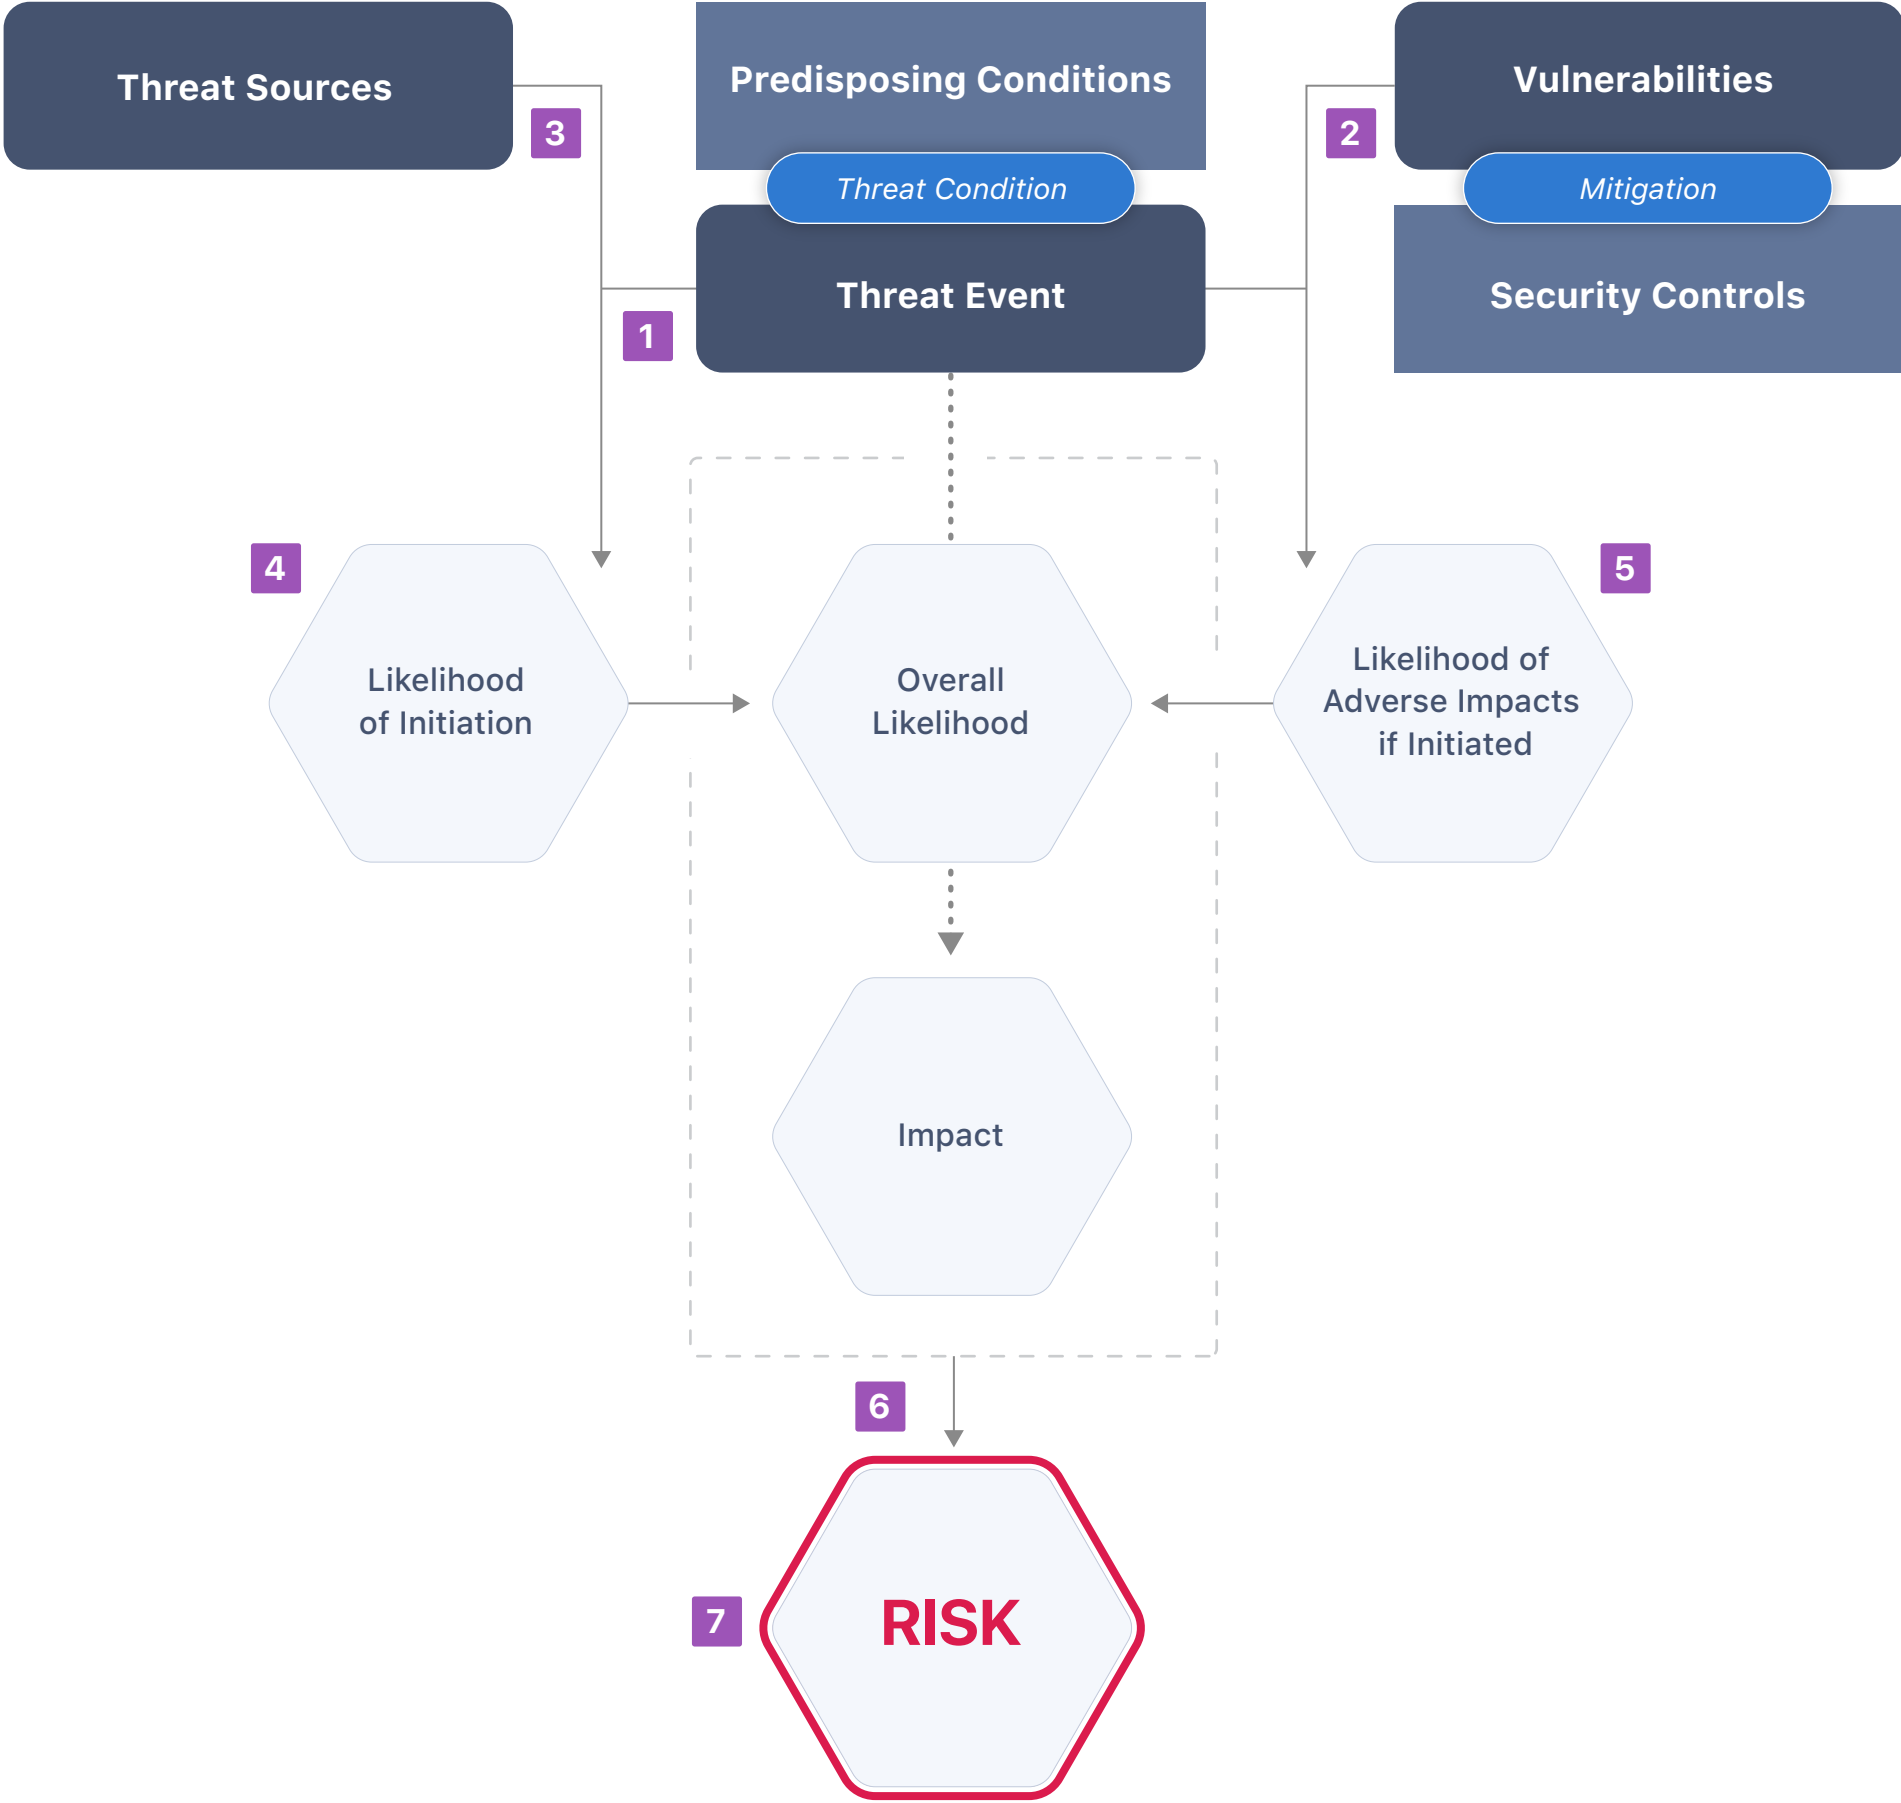 Threat Sources
Predisposing Conditions
Vulnerabilities
3
2
Threat Condition
Mitigation
Threat Event
Security Controls
1
4
5
Likelihood
of Initiation
Overall
Likelihood
Likelihood of
Adverse Impacts
if Initiated
Impact
6
7
RISK